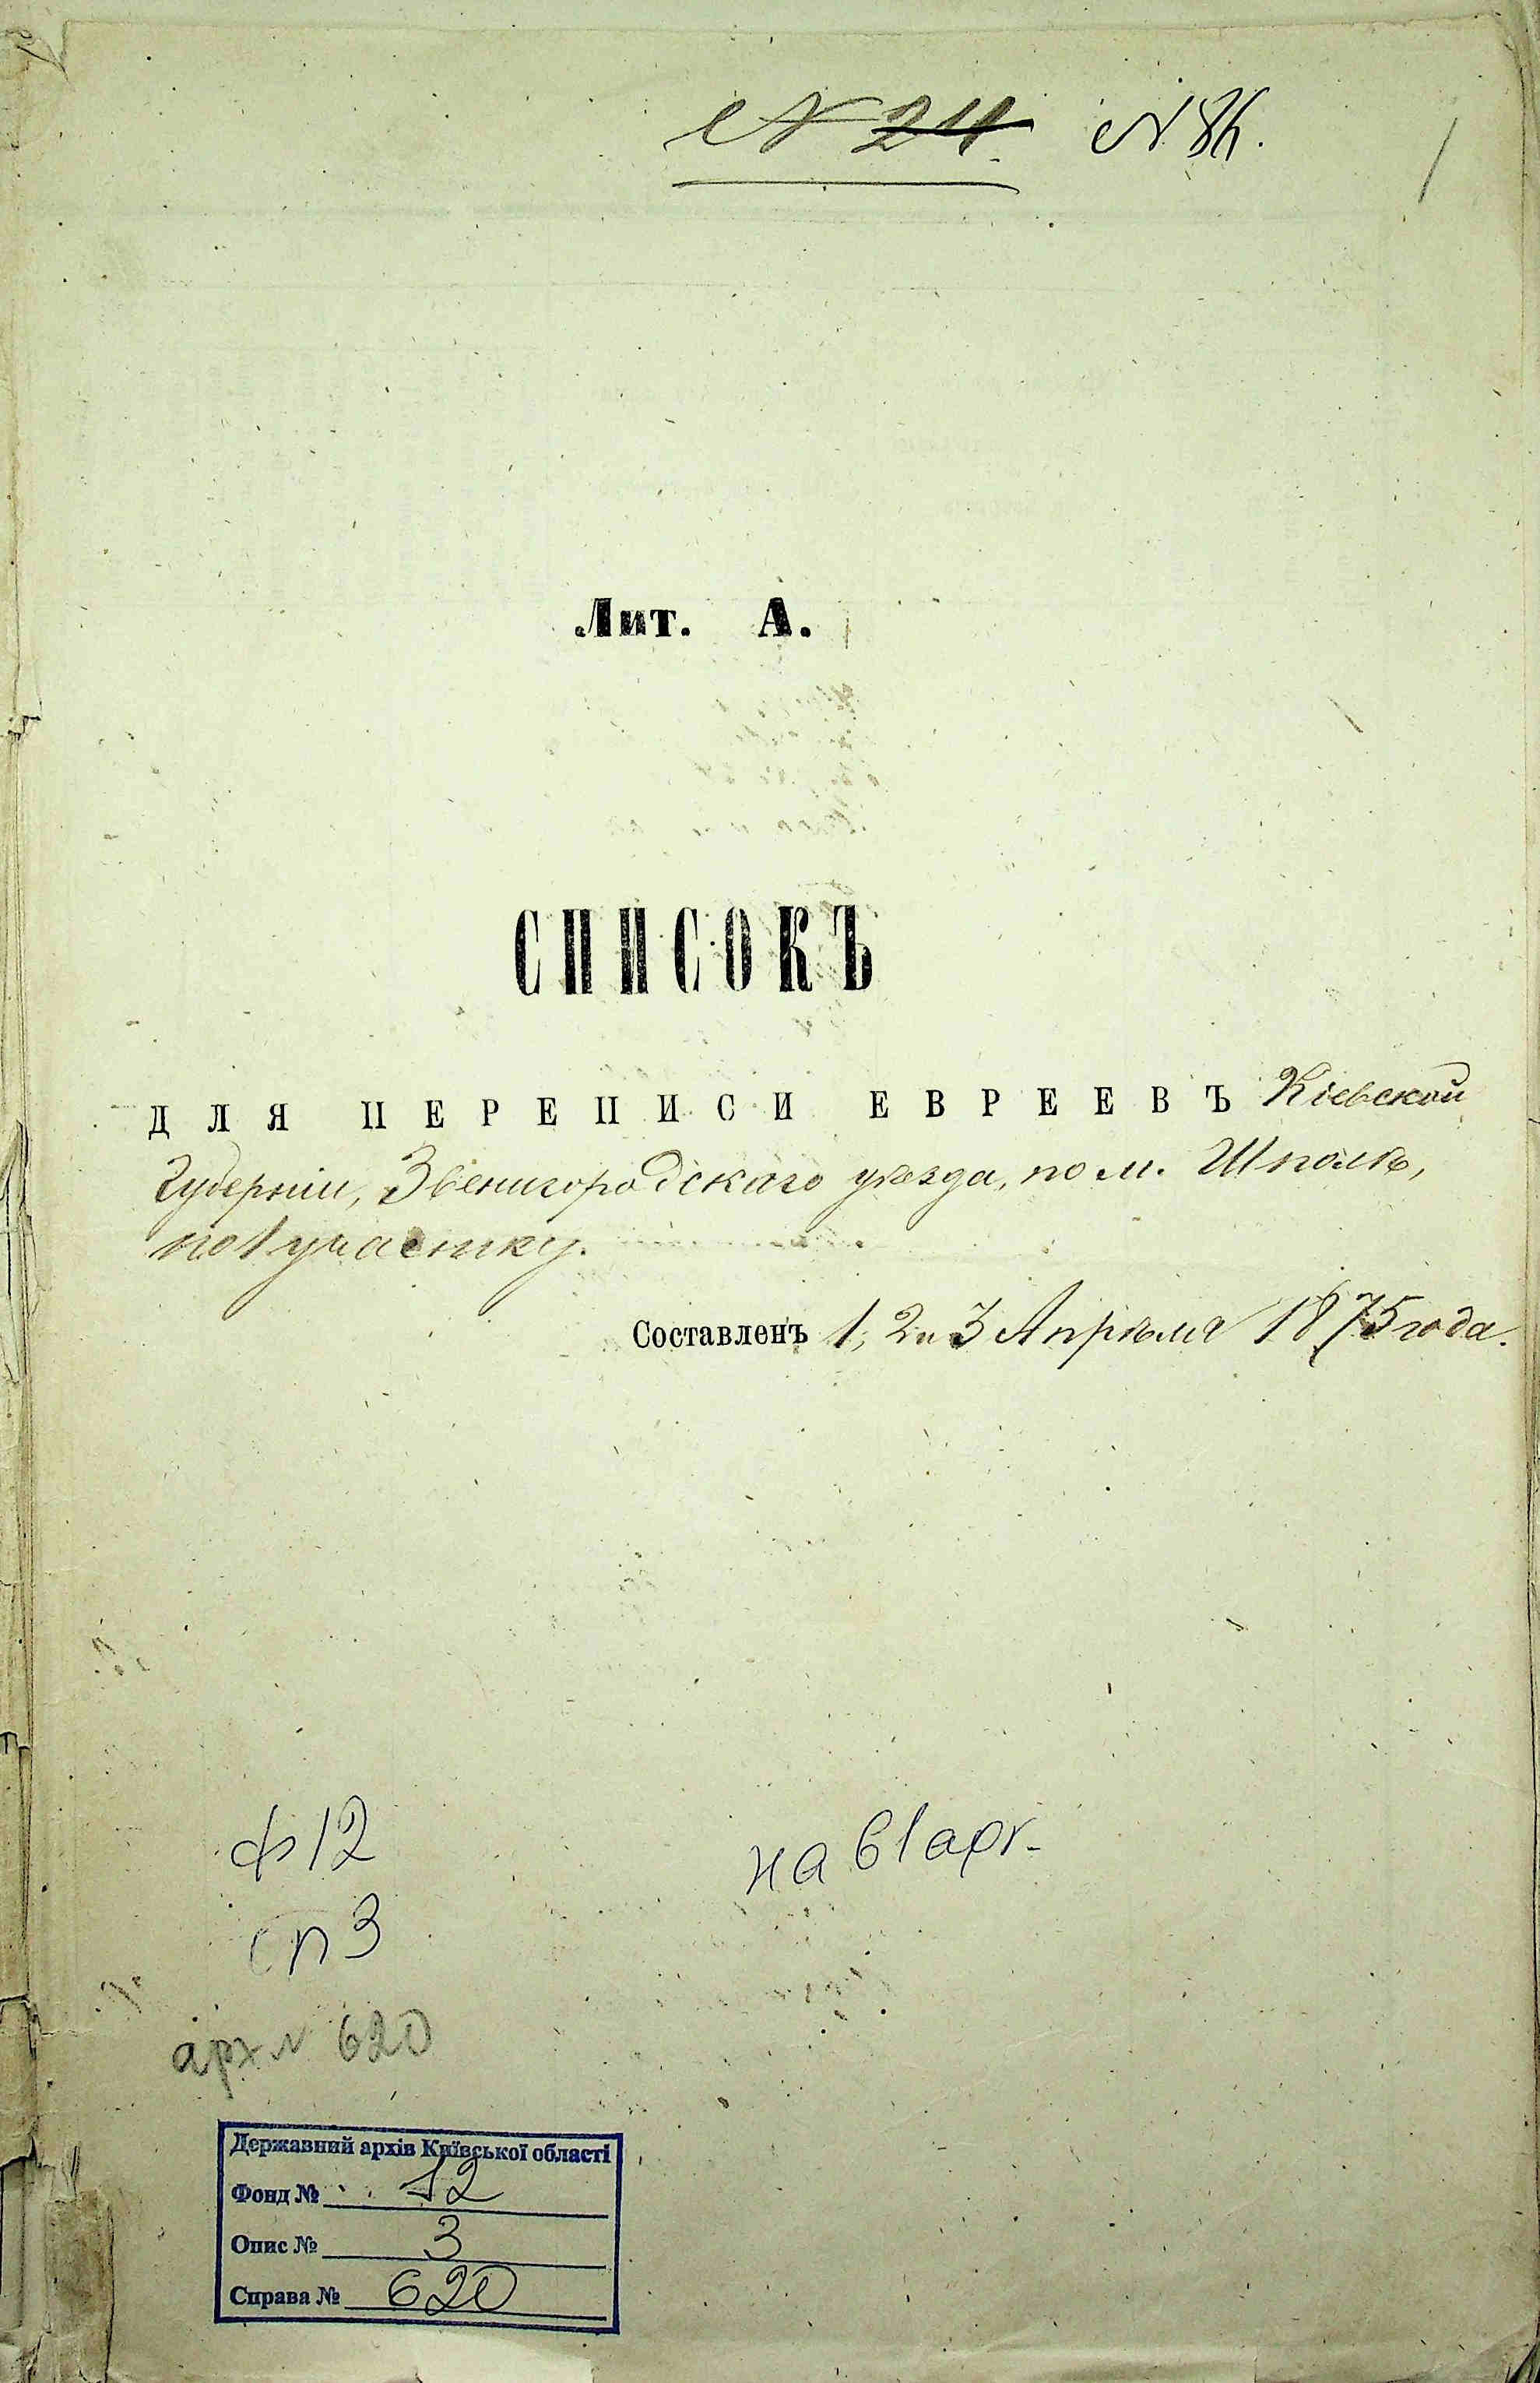 № 24. № 84.
Лит. А.
СПИСОКЪ
ДЛЯ ПЕРЕПИСИ ЕВРЕЕВЪ Кіевской
Губерніи, Звенигородскаго уѣзда, по м. Шполѣ,
по 1 участку.
Составленъ 1, 2 и 3 Апрѣля 1875 года.
ф 12
оп 3
на 61 арк.
арх № 620
Державний архів Київської області
Фонд № 12
Опис № 3
Справа № 620